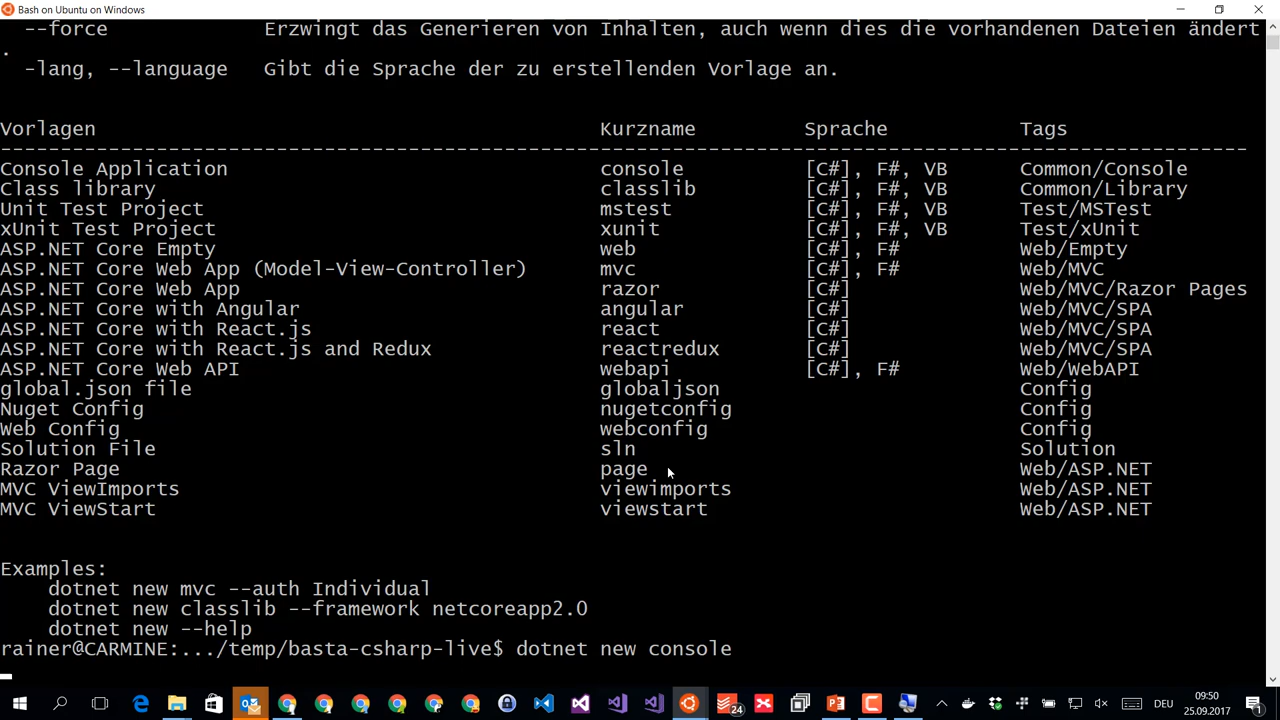 Bash on Ubuntu on Windows
--force Erzwingt das Generieren von Inhalten, auch wenn dies die vorhandenen Dateien ändert
.
-lang, --language Gibt die Sprache der zu erstellenden Vorlage an.
Vorlagen Kurzname Sprache Tags
--------------------------------------------------------------------------------------------------------
Console Application console [C#], F#, VB Common/Console
Class library classlib [C#], F#, VB Common/Library
Unit Test Project mstest [C#], F#, VB Test/MSTest
xUnit Test Project xunit [C#], F#, VB Test/xUnit
ASP.NET Core Empty web [C#], F# Web/Empty
ASP.NET Core Web App (Model-View-Controller) mvc [C#], F# Web/MVC
ASP.NET Core Web App razor [C#] Web/MVC/Razor Pages
ASP.NET Core with Angular angular [C#] Web/MVC/SPA
ASP.NET Core with React.js react [C#] Web/MVC/SPA
ASP.NET Core with React.js and Redux reactredux [C#] Web/MVC/SPA
ASP.NET Core Web API webapi [C#], F# Web/WebAPI
global.json file globaljson Config
Nuget Config nugetconfig Config
Web Config webconfig Config
Solution File sln Solution
Razor Page page Web/ASP.NET
MVC ViewImports viewimports Web/ASP.NET
MVC ViewStart viewstart Web/ASP.NET
Examples:
dotnet new mvc --auth Individual
dotnet new classlib --framework netcoreapp2.0
dotnet new --help
rainer@CARMINE:.../temp/basta-csharp-live$ dotnet new console
24
DEU
09:50
25.09.2017
1